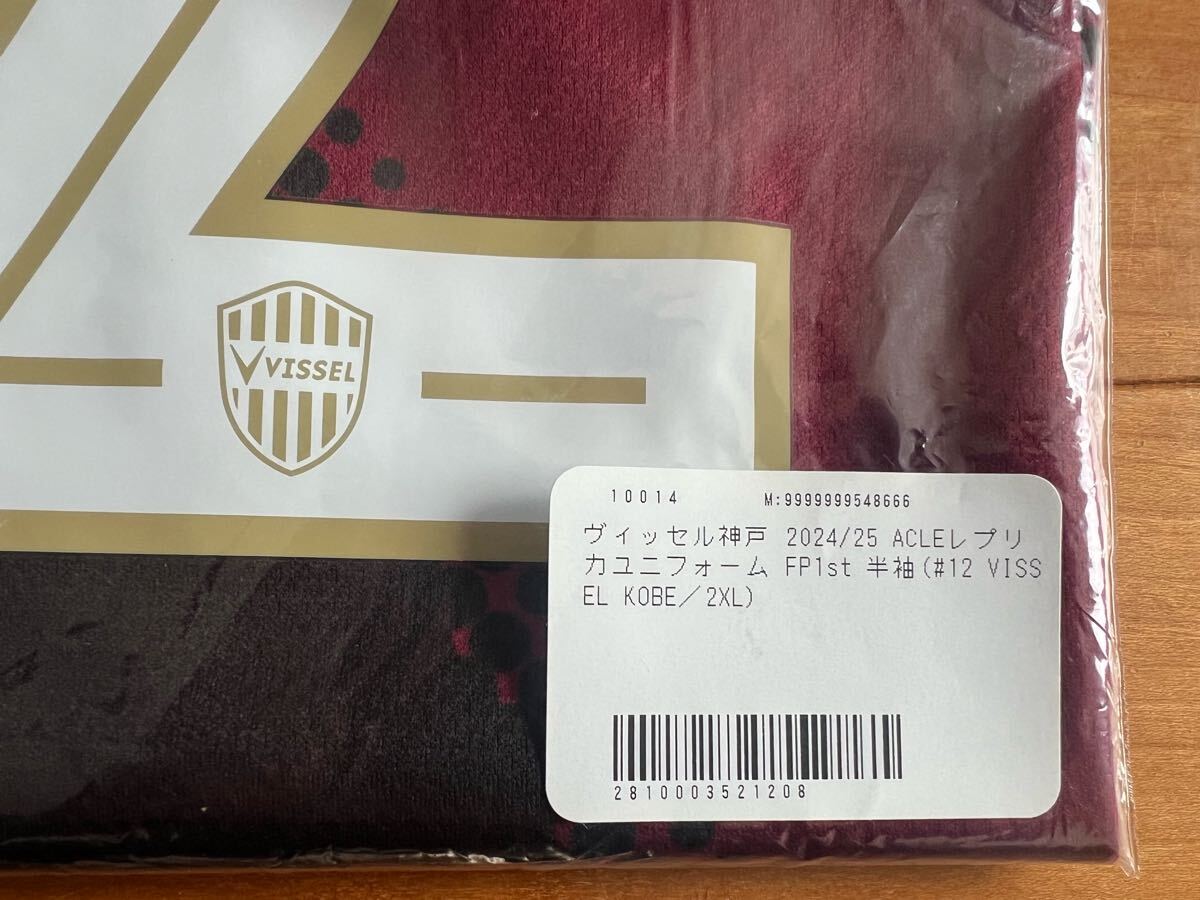 VISSEL
10014 M:9999999548666
ヴィッセル神戸 2024/25 ACLEレプリ
カユニフォーム FP1st 半袖(#12 VISS
EL KOBE／2XL)
2810003521208